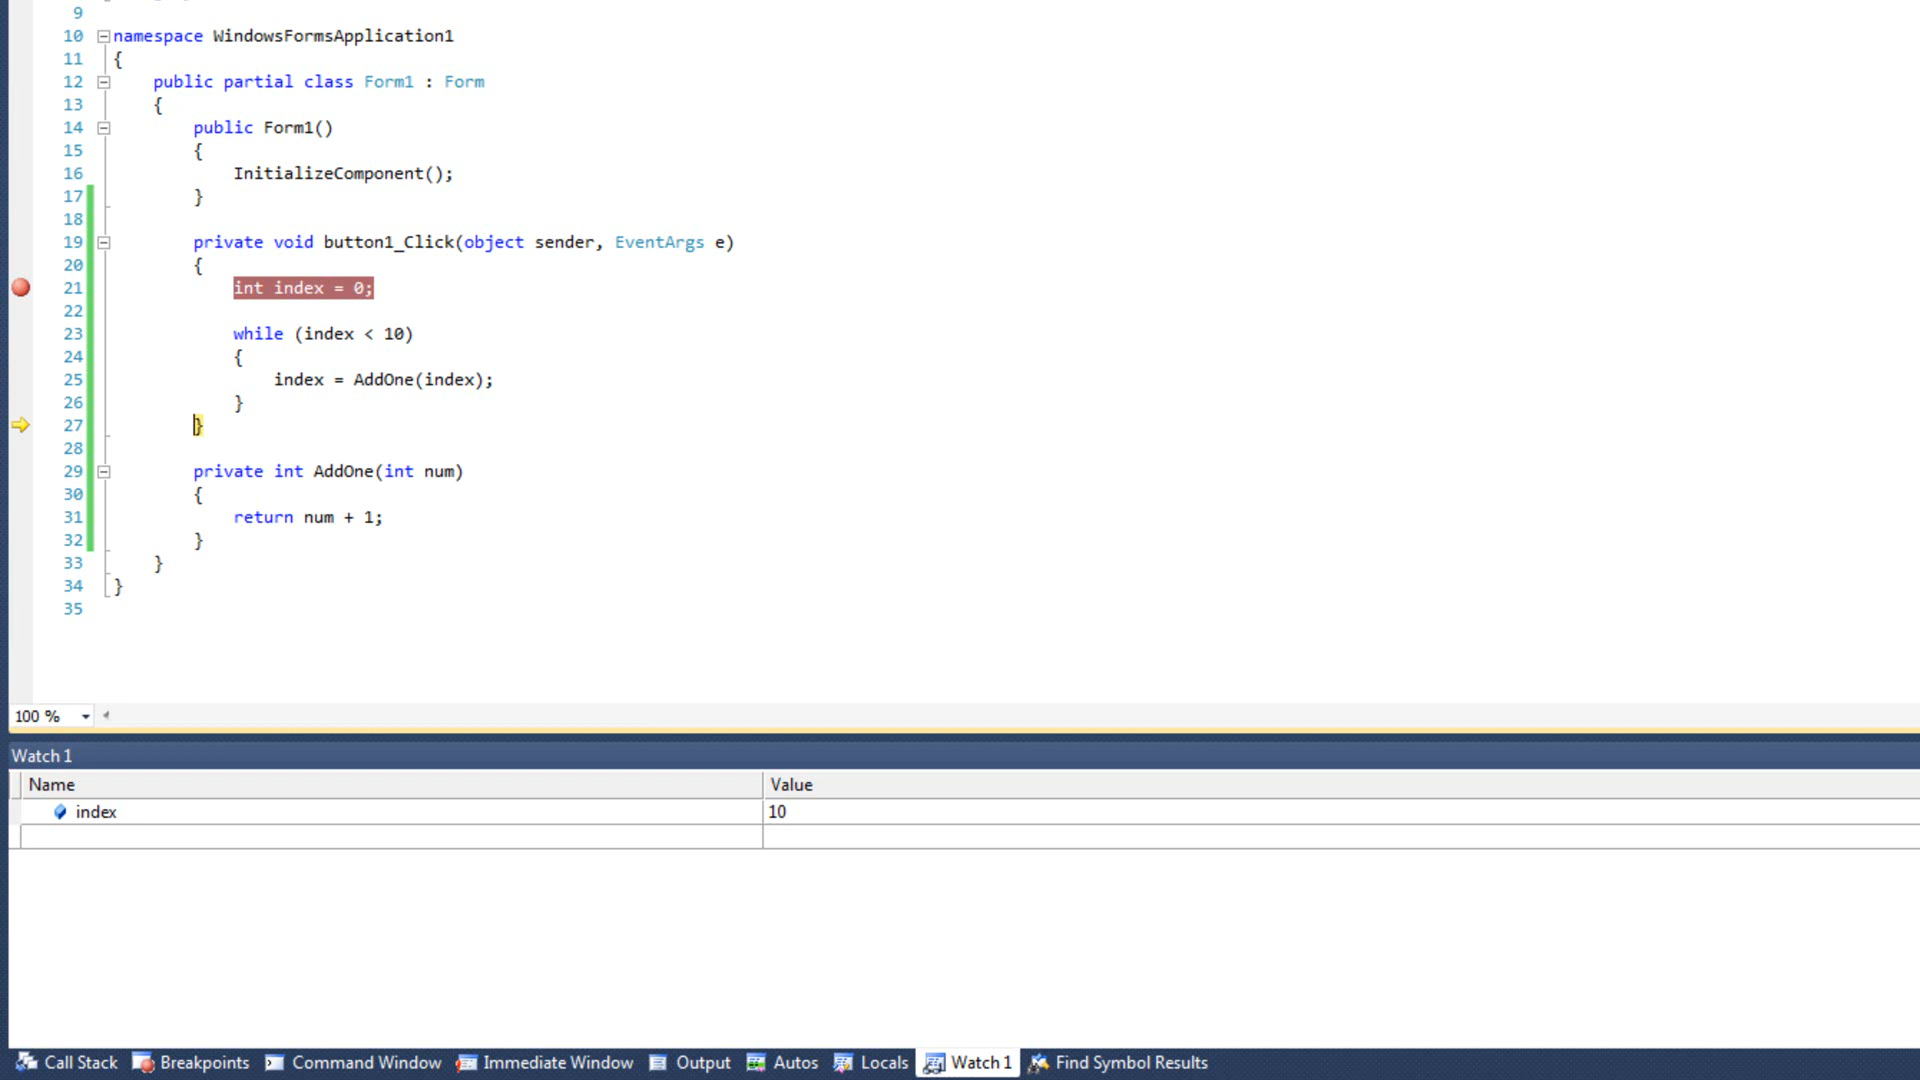 9
10 namespace WindowsFormsApplication1
11 {
12 public partial class Form1 : Form
13 {
14 public Form1()
15 {
16 InitializeComponent();
17 }
18
19 private void button1_Click(object sender, EventArgs e)
20 {
21 int index = 0;
22
23 while (index < 10)
24 {
25 index = AddOne(index);
26 }
27 }
28
29 private int AddOne(int num)
30 {
31 return num + 1;
32 }
33 }
34 }
35
100 %
Watch 1
Name Value
index 10
Call Stack Breakpoints Command Window Immediate Window Output Autos Locals Watch 1 Find Symbol Results